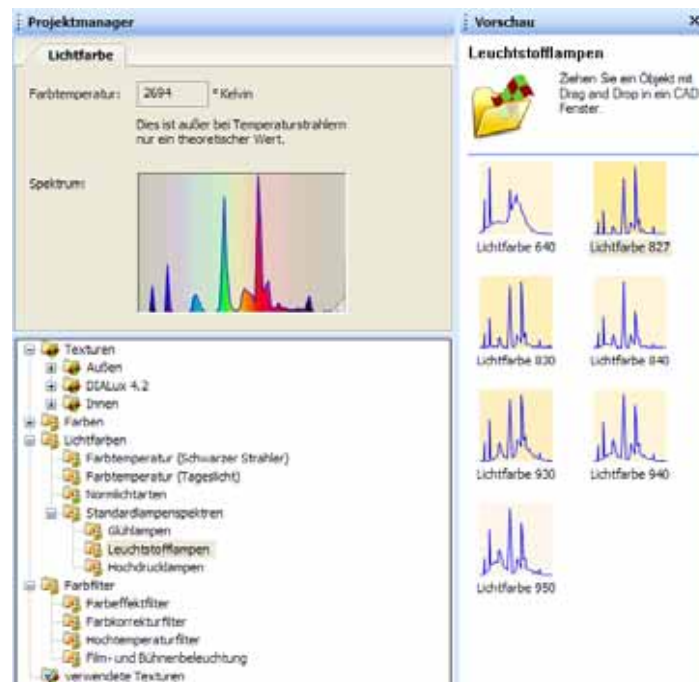 Projektmanager
Lichtfarbe
Farbtemperatur: 2694 ° Kelvin
Dies ist außer bei Temperaturstrahlern
nur ein theoretischer Wert.
Spektrum:
Texturen
Außen
DIALux 4.2
Innen
Farben
Lichtfarben
Farbtemperatur (Schwarzer Strahler)
Farbtemperatur (Tageslicht)
Normlichtarten
Standardlampenspektren
Glühlampen
Leuchtstofflampen
Hochdrucklampen
Farbfilter
Farbeffektfilter
Farbkorrekturfilter
Hochtemperaturfilter
Film- und Bühnenbeleuchtung
verwendete Texturen
Vorschau
Leuchtstofflampen
Ziehen Sie ein Objekt mit
Drag and Drop in ein CAD
Fenster.
Lichtfarbe 640 Lichtfarbe 827
Lichtfarbe 830 Lichtfarbe 840
Lichtfarbe 930 Lichtfarbe 940
Lichtfarbe 950